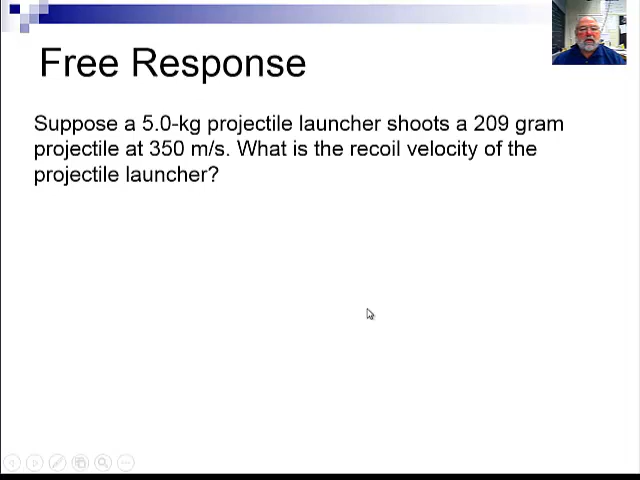 Free Response
Suppose a 5.0-kg projectile launcher shoots a 209 gram
projectile at 350 m/s. What is the recoil velocity of the
projectile launcher?